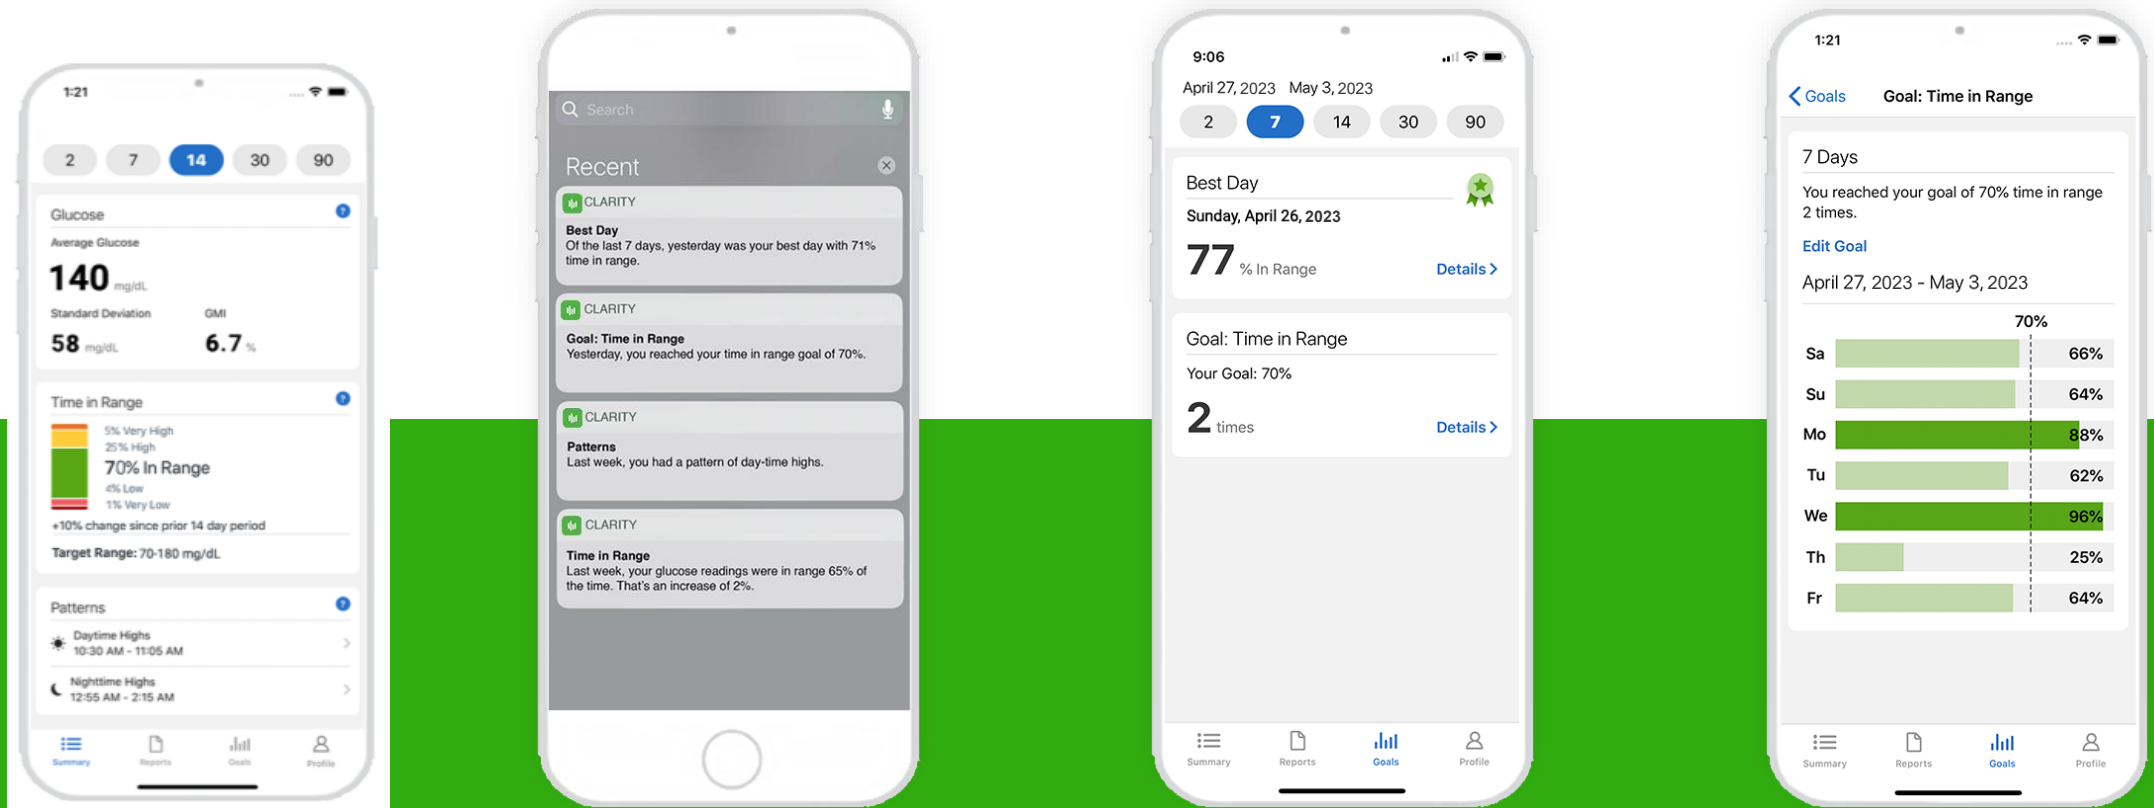 1:21
2 7 14 30 90
Glucose ?
Average Glucose
140 mg/dL
Standard Deviation GMI
58 mg/dL 6.7 %
Time in Range ?
5% Very High
25% High
70% In Range
4% Low
1% Very Low
+10% change since prior 14 day period
Target Range: 70-180 mg/dL
Patterns ?
Daytime Highs
10:30 AM - 11:05 AM
Nighttime Highs
12:55 AM - 2:15 AM
Summary Reports Goals Profile
Search
Recent
CLARITY
Best Day
Of the last 7 days, yesterday was your best day with 71%
time in range.
CLARITY
Goal: Time in Range
Yesterday, you reached your time in range goal of 70%.
CLARITY
Patterns
Last week, you had a pattern of day-time highs.
CLARITY
Time in Range
Last week, your glucose readings were in range 65% of
the time. That's an increase of 2%.
9:06
April 27, 2023 May 3, 2023
2 7 14 30 90
Best Day
Sunday, April 26, 2023
77 % In Range Details
Goal: Time in Range
Your Goal: 70%
2 times Details
Summary Reports Goals Profile
1:21
Goals Goal: Time in Range
7 Days
You reached your goal of 70% time in range
2 times.
Edit Goal
April 27, 2023 - May 3, 2023
70%
Sa 66%
Su 64%
Mo 88%
Tu 62%
We 96%
Th 25%
Fr 64%
Summary Reports Goals Profile